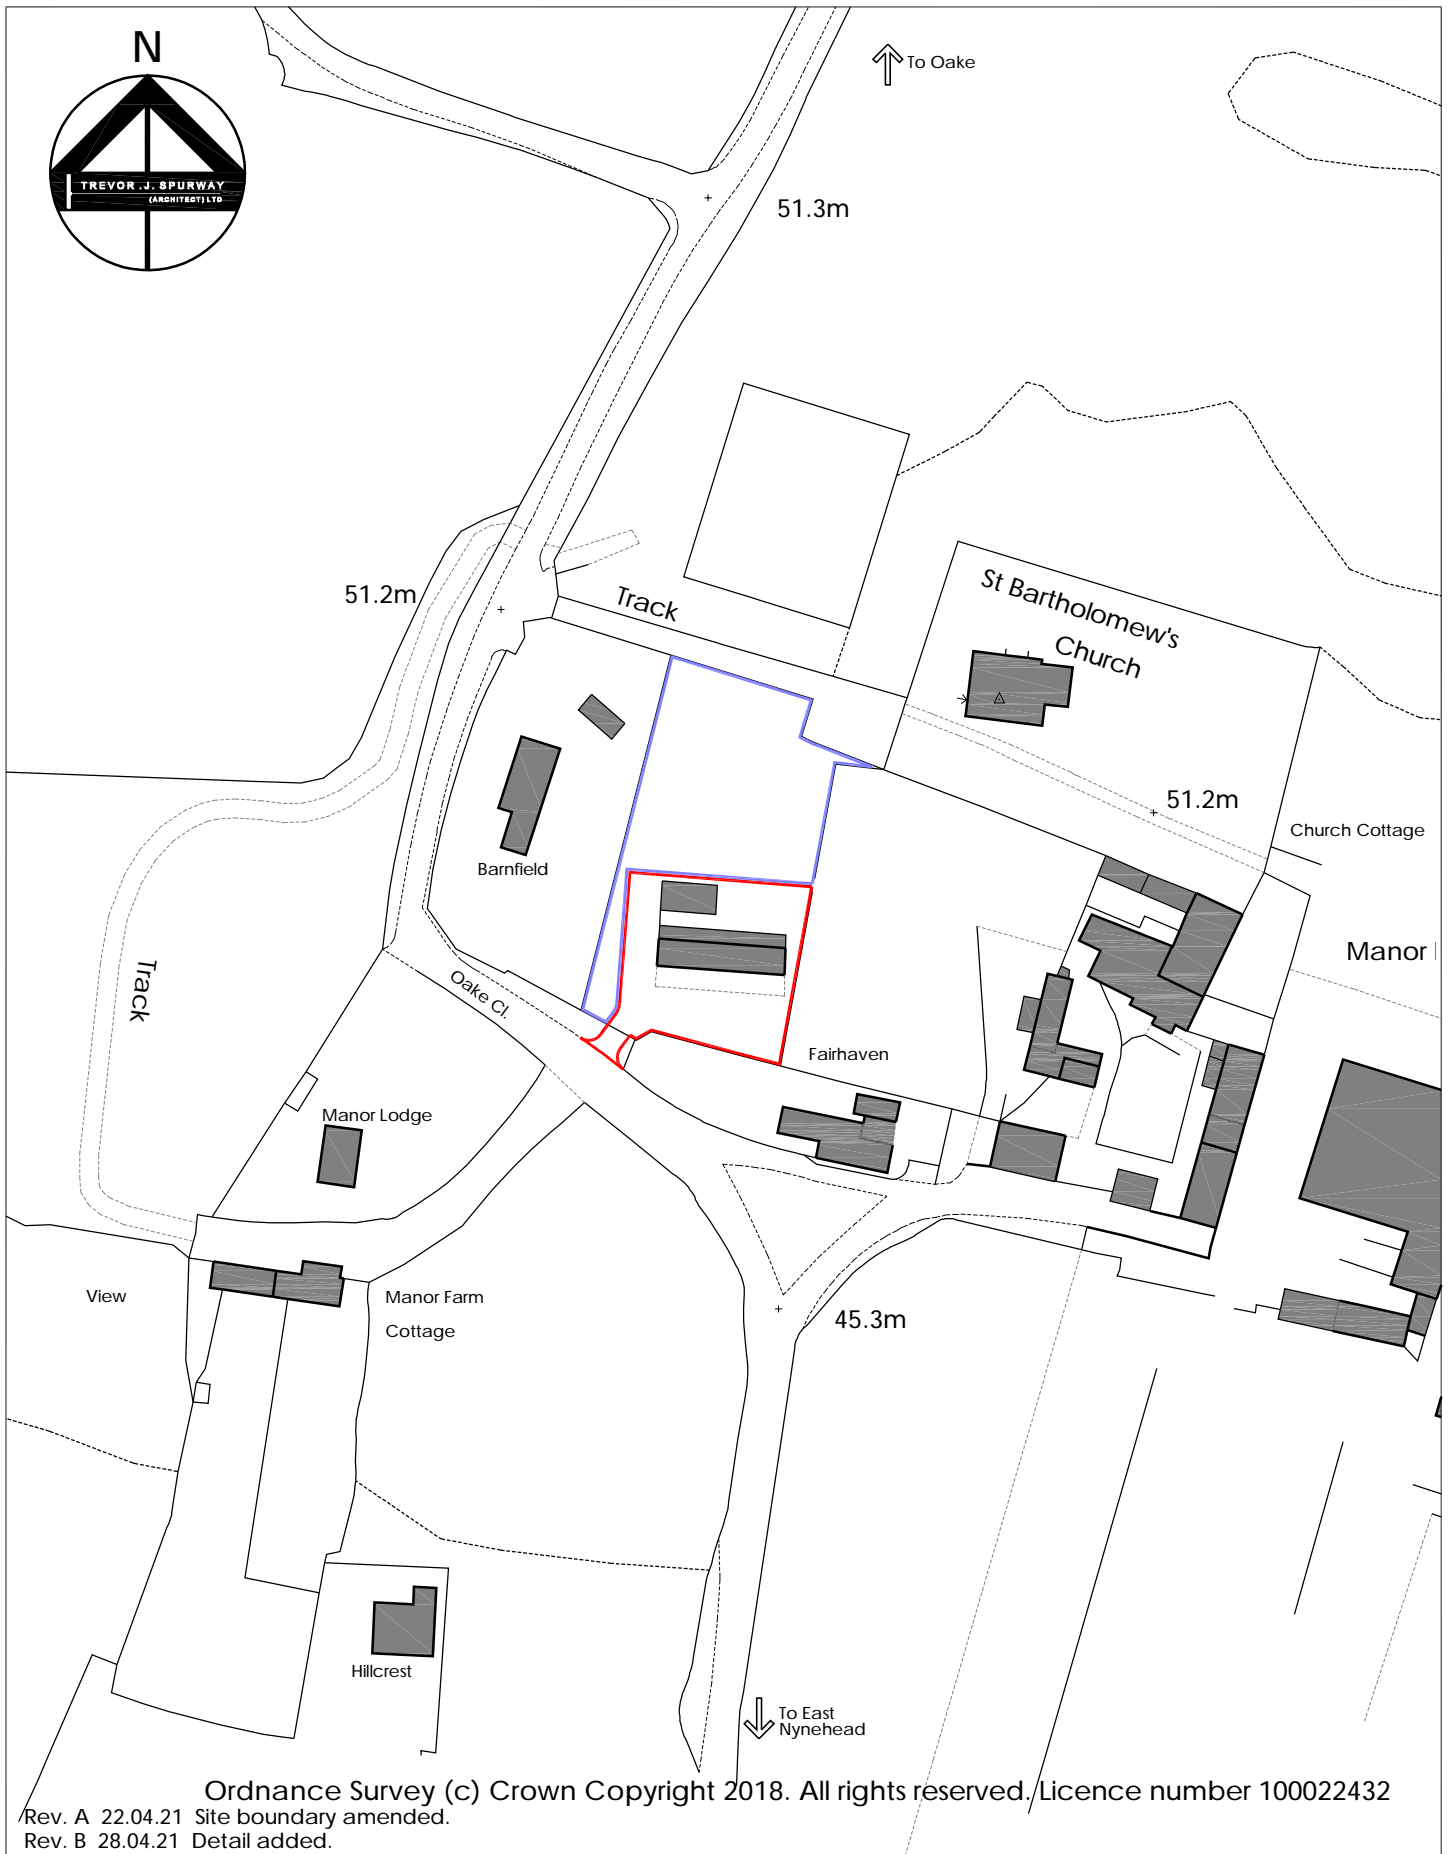 N
TREVOR .J. SPURWAY
(ARCHITECT) LTD
To Oake
51.3m
51.2m
Track
St Bartholomew's
Church
51.2m
Church Cottage
Barnfield
Manor
Track
Oake Cl.
Fairhaven
Manor Lodge
View
Manor Farm
Cottage
45.3m
Hillcrest
To East
Nynehead
Ordnance Survey (c) Crown Copyright 2018. All rights reserved. Licence number 100022432
Rev. A 22.04.21 Site boundary amended.
Rev. B 28.04.21 Detail added.